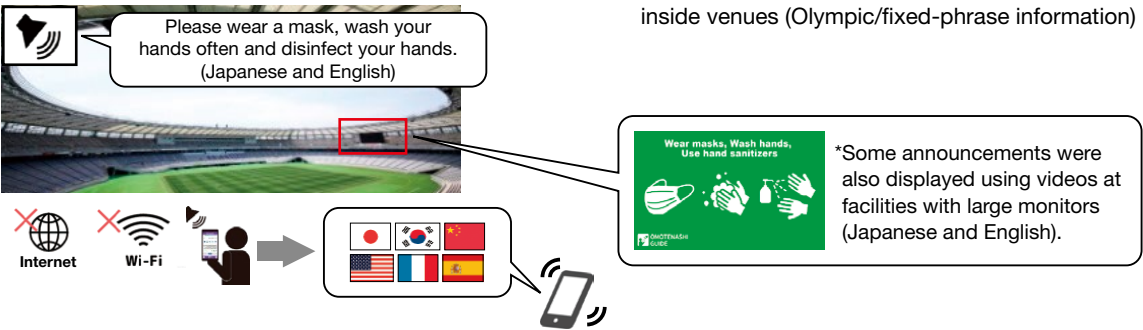 inside venues (Olympic/fixed-phrase information)
Please wear a mask, wash your
hands often and disinfect your hands.
(Japanese and English)
Wear masks, Wash hands,
Use hand sanitizers
OMOTENASHI
GUIDE
*Some announcements were
also displayed using videos at
facilities with large monitors
(Japanese and English).
Internet
Wi-Fi